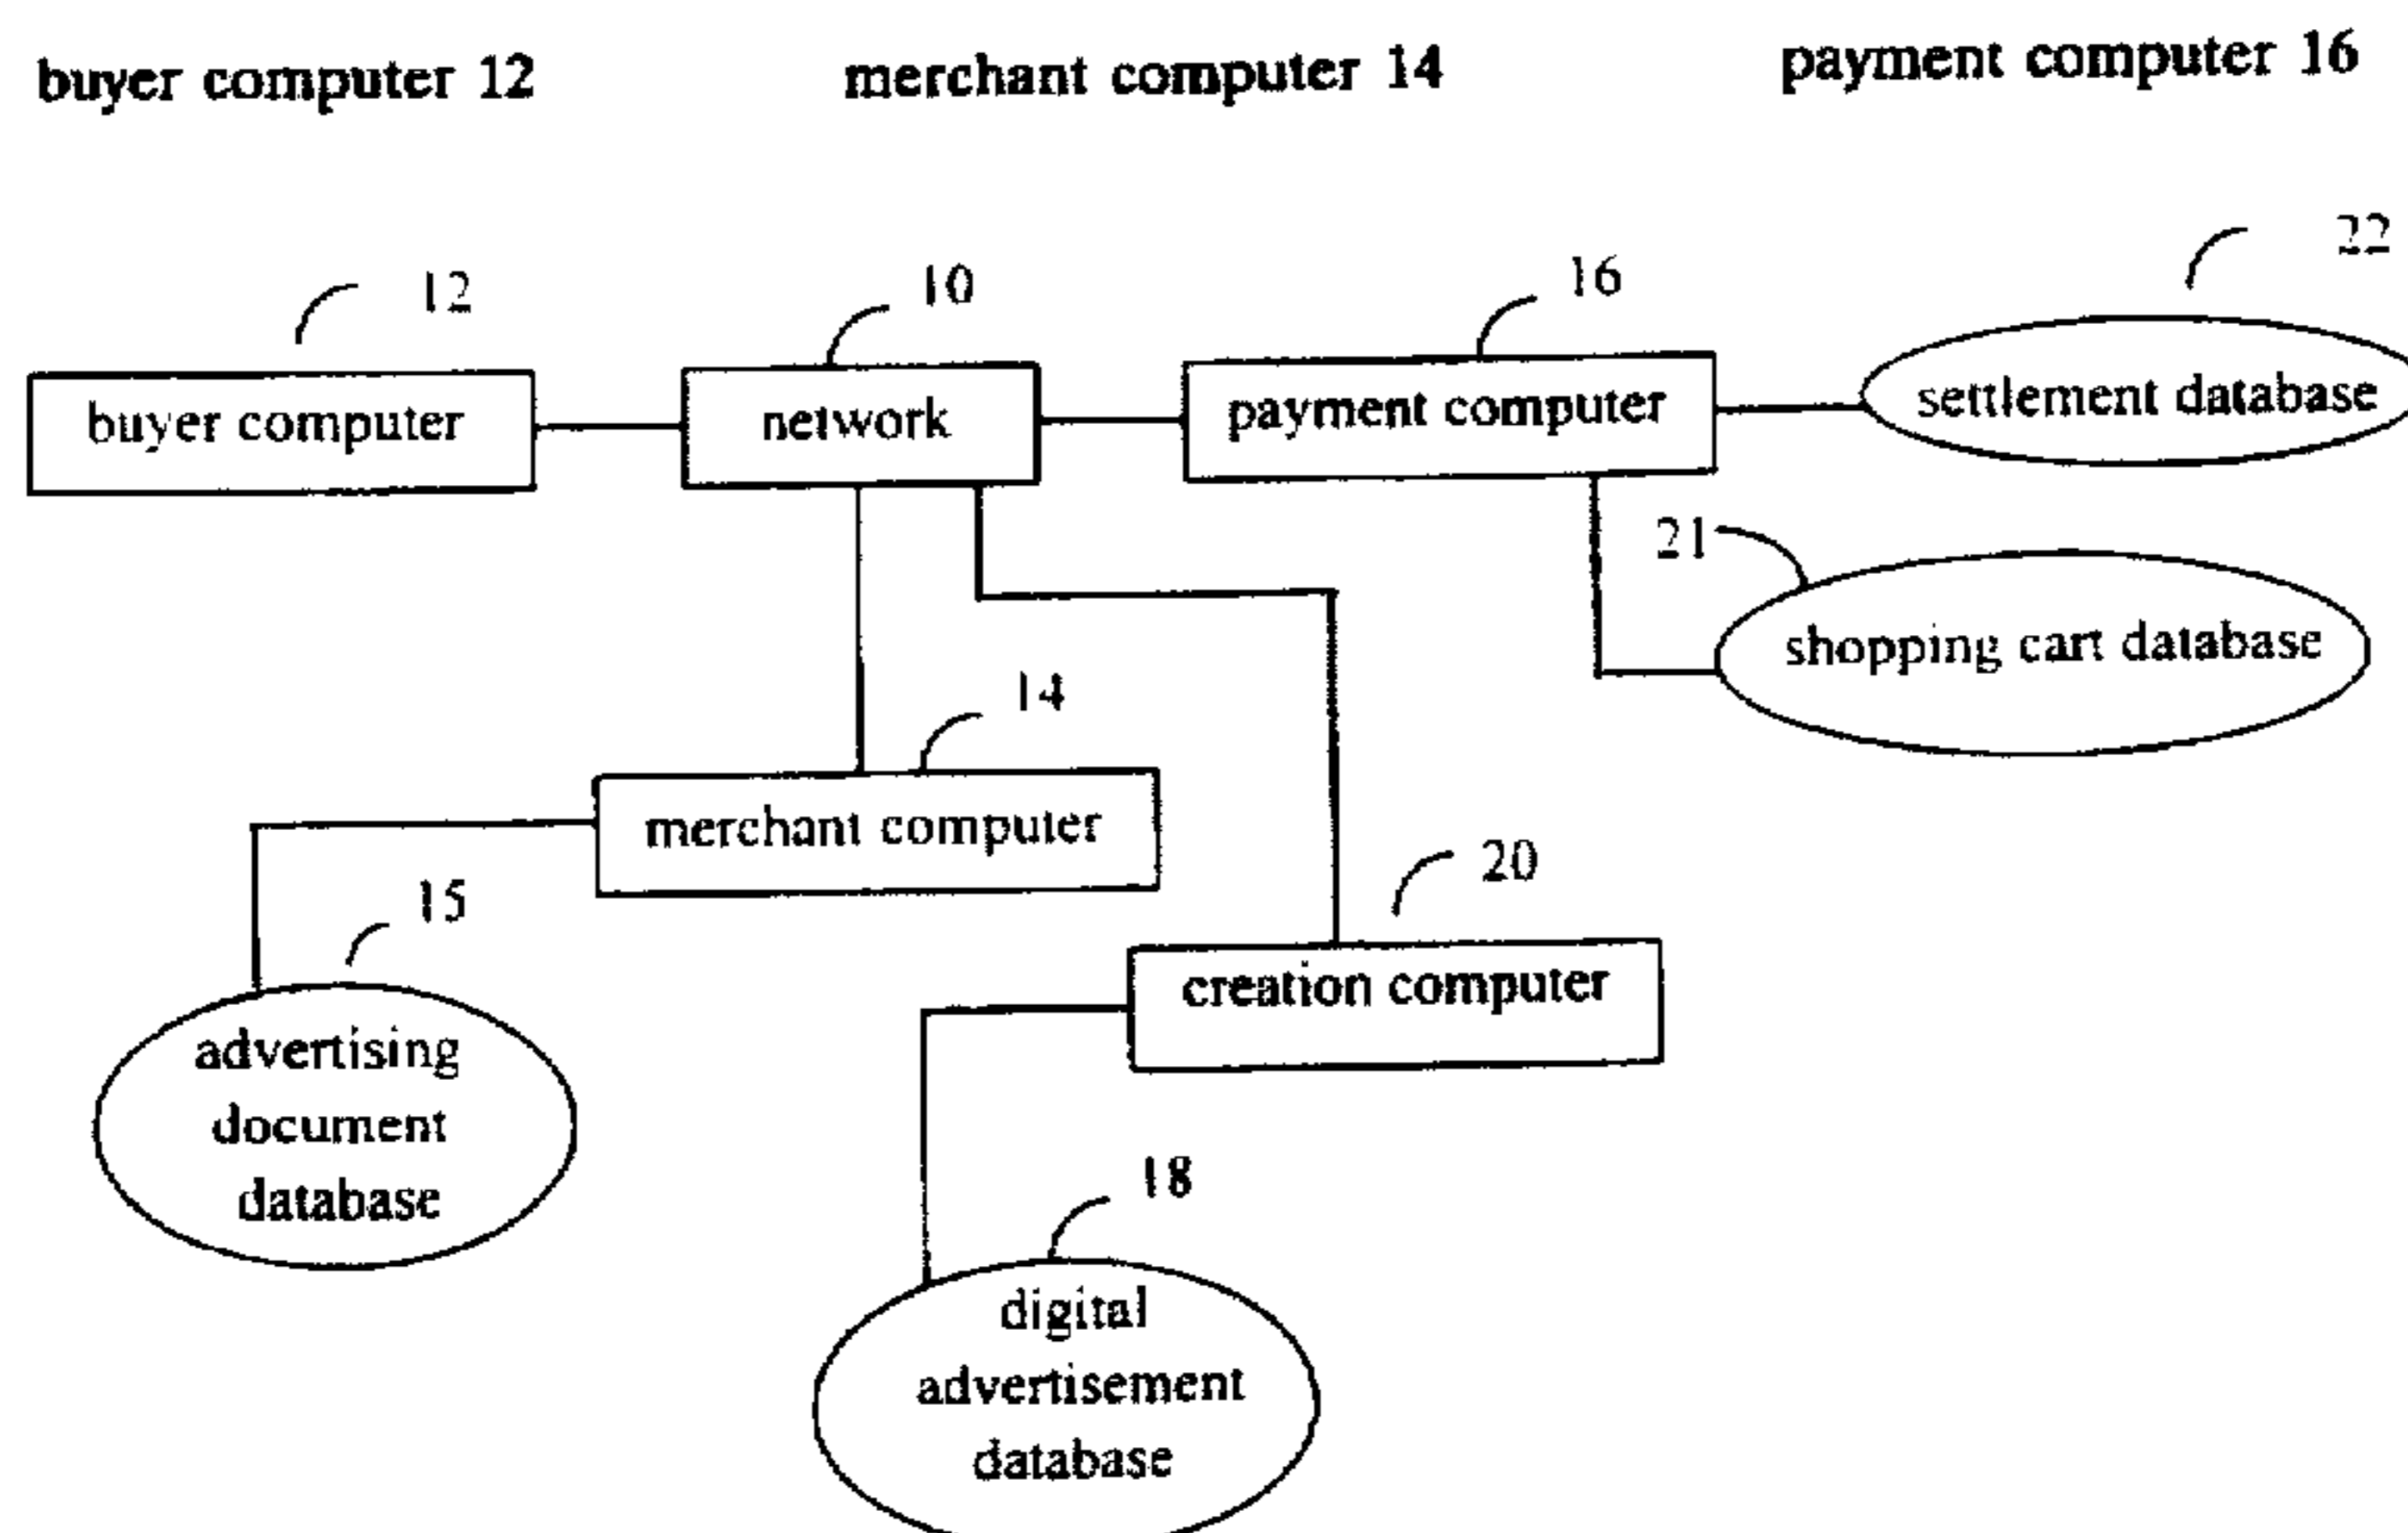 buyer computer 12
merchant computer 14
payment computer 16
12
10
16
22
buyer computer
network
payment computer
settlement database
21
shopping cart database
14
merchant computer
20
creation computer
15
advertising
document
database
18
digital
advertisement
database